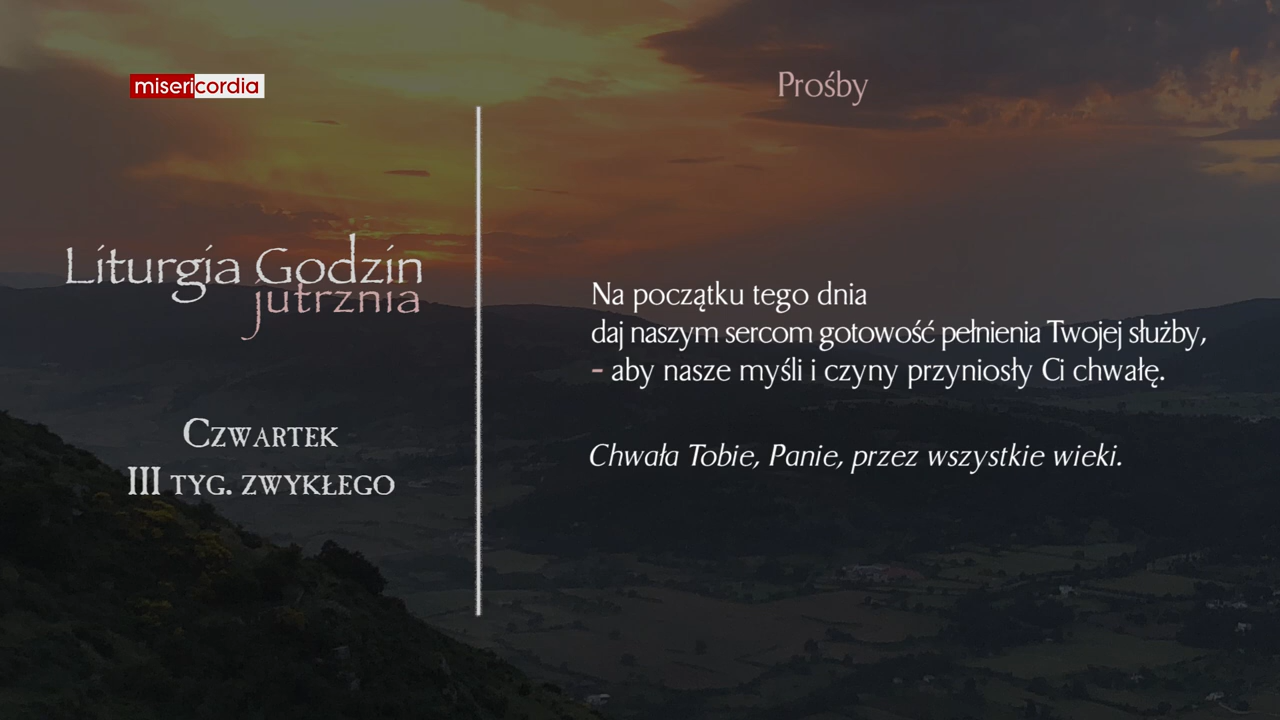 misericordia
Liturgia Godzin
jutrznia
Czwartek
III tyg. zwykłego
Prośby
Na początku tego dnia
daj naszym sercom gotowość pełnienia Twojej służby,
- aby nasze myśli i czyny przyniosły Ci chwałę.
Chwała Tobie, Panie, przez wszystkie wieki.